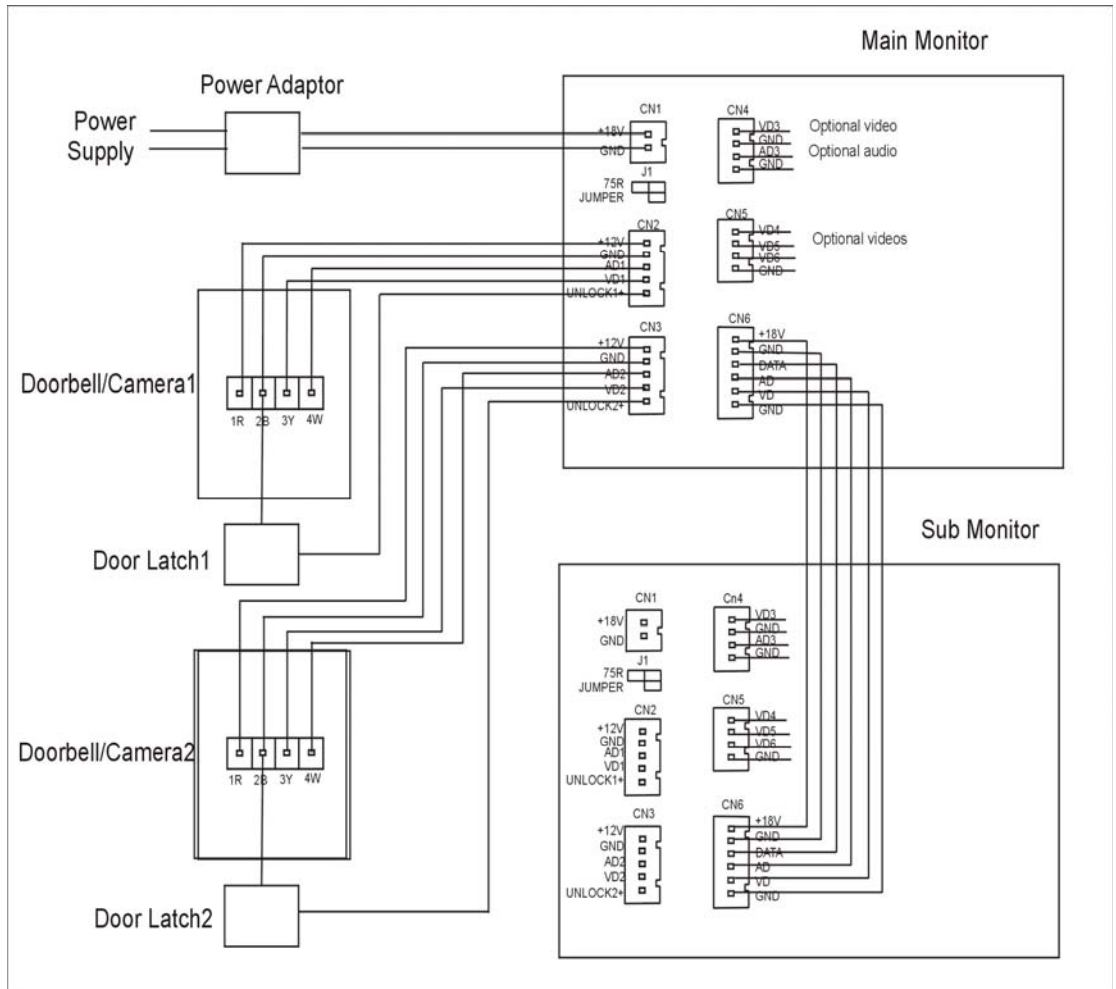 Main Monitor
Power Adaptor
Power
Supply
CN1
+18V
GND
J1
75R
JUMPER
CN4
VD3 Optional video
GND
AD3 Optional audio
GND
CN2
+12V
GND
AD1
VD1
UNLOCK1+
CN5
VD4
VD5 Optional videos
VD6
GND
CN3
+12V
GND
AD2
VD2
UNLOCK2+
CN6
+18V
GND
DATA
AD
VD
GND
Doorbell/Camera1
1R 2B 3Y 4W
Door Latch1
Sub Monitor
CN1
+18V
GND
J1
75R
JUMPER
Cn4
VD3
GND
AD3
GND
CN2
+12V
GND
AD1
VD1
UNLOCK1+
CN5
VD4
VD5
VD6
GND
CN3
+12V
GND
AD2
VD2
UNLOCK2+
CN6
+18V
GND
DATA
AD
VD
GND
Doorbell/Camera2
1R 2B 3Y 4W
Door Latch2